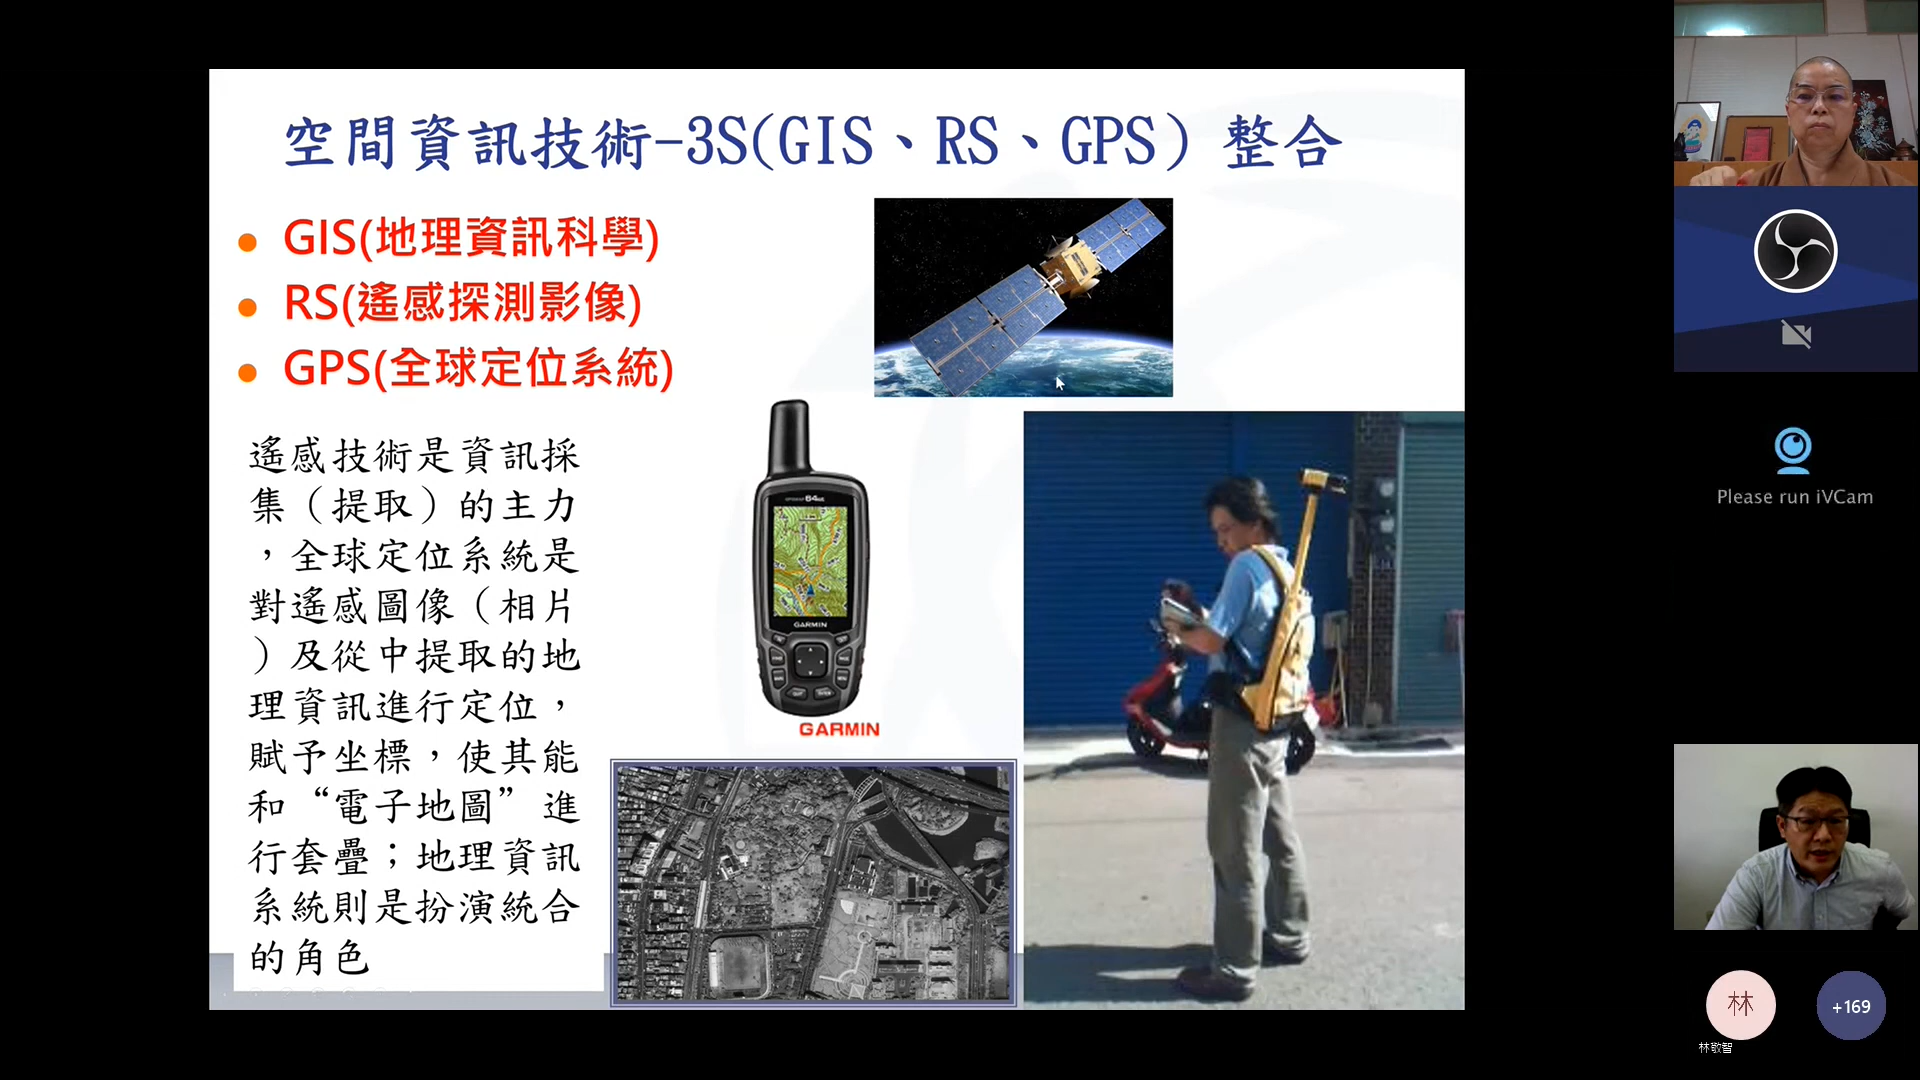 空間資訊技術-3S(GIS、RS、GPS) 整合
GIS(地理資訊科學)
RS(遙感探測影像)
GPS(全球定位系統)
遙感技術是資訊採
集（提取）的主力
，全球定位系統是
對遙感圖像（相片
）及從中提取的地
理資訊進行定位，
賦予坐標，使其能
和“電子地圖”進
行套疊；地理資訊
系統則是扮演統合
的角色
64
GARMIN
GARMIN
Please run iVCam
林
+169
林敬智